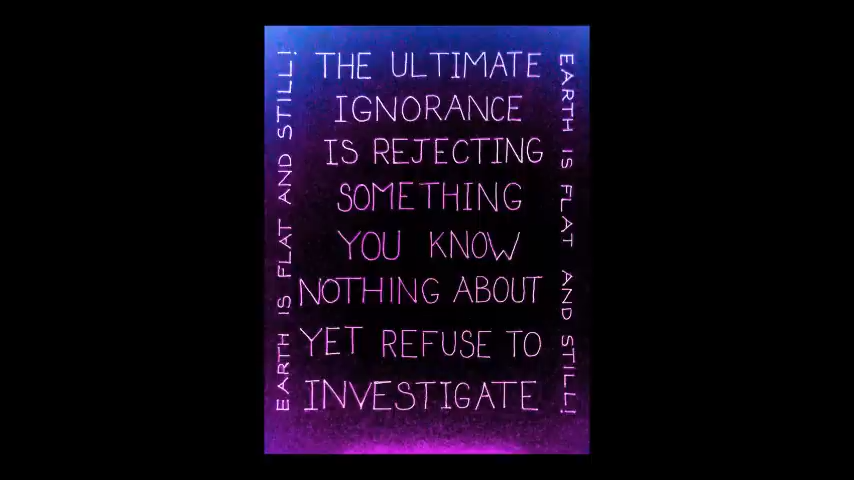 THE ULTIMATE
IGNORANCE
IS REJECTING
SOMETHING
YOU KNOW
NOTHING ABOUT
YET REFUSE TO
INVESTIGATE
EARTH IS FLAT AND STILL!
EARTH IS FLAT AND STILL!